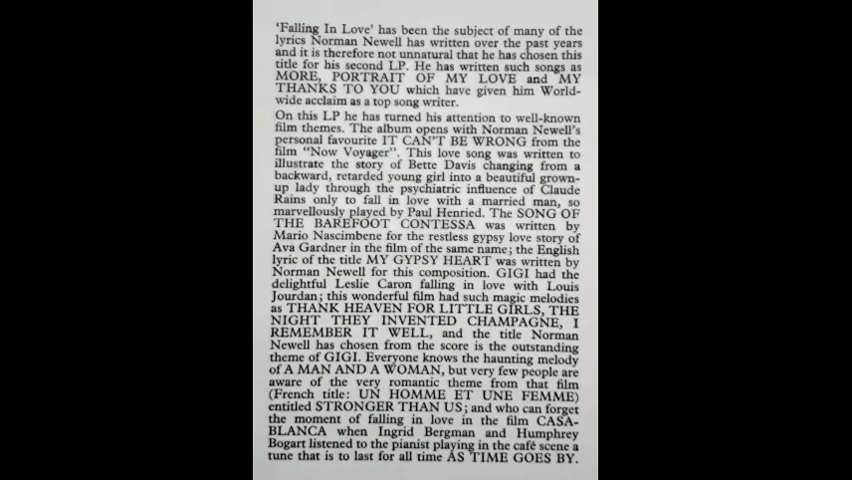 ‘Falling In Love’ has been the subject of many of the
lyrics Norman Newell has written over the past years
and it is therefore not unnatural that he has chosen this
title for his second LP. He has written such songs as
MORE, PORTRAIT OF MY LOVE and MY
THANKS TO YOU which have given him World-
wide acclaim as a top song writer.
On this LP he has turned his attention to well-known
film themes. The album opens with Norman Newell’s
personal favourite IT CAN’T BE WRONG from the
film “Now Voyager”. This love song was written to
illustrate the story of Bette Davis changing from a
backward, retarded young girl into a beautiful grown-
up lady through the psychiatric influence of Claude
Rains only to fall in love with a married man, so
marvellously played by Paul Henried. The SONG OF
THE BAREFOOT CONTESSA was written by
Mario Nascimbene for the restless gypsy love story of
Ava Gardner in the film of the same name; the English
lyric of the title MY GYPSY HEART was written by
Norman Newell for this composition. GIGI had the
delightful Leslie Caron falling in love with Louis
Jourdan; this wonderful film had such magic melodies
as THANK HEAVEN FOR LITTLE GIRLS, THE
NIGHT THEY INVENTED CHAMPAGNE, I
REMEMBER IT WELL, and the title Norman
Newell has chosen from the score is the outstanding
theme of GIGI. Everyone knows the haunting melody
of A MAN AND A WOMAN, but very few people are
aware of the very romantic theme from that film
(French title: UN HOMME ET UNE FEMME)
entitled STRONGER THAN US; and who can forget
the moment of falling in love in the film CASA-
BLANCA when Ingrid Bergman and Humphrey
Bogart listened to the pianist playing in the café scene a
tune that is to last for all time AS TIME GOES BY.